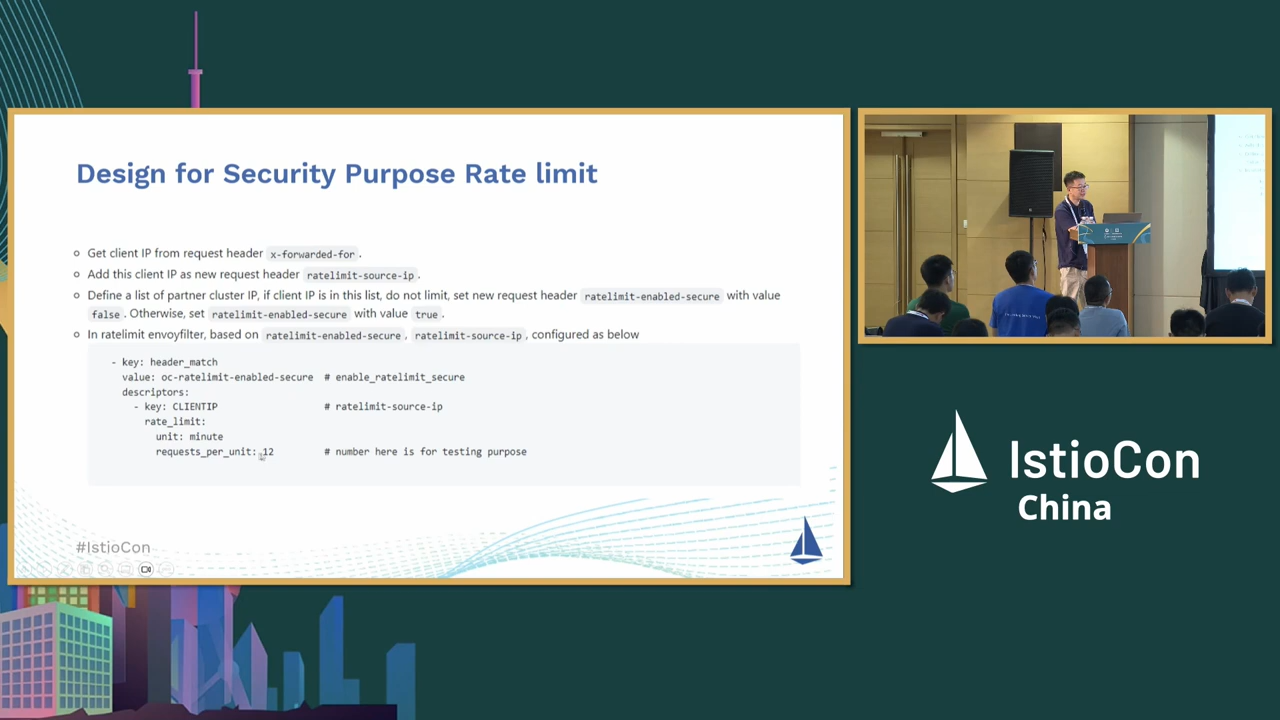 Design for Security Purpose Rate limit
Get client IP from request header x-forwarded-for.
Add this client IP as new request header ratelimit-source-ip.
Define a list of partner cluster IP, if client IP is in this list, do not limit, set new request header ratelimit-enabled-secure with value
false. Otherwise, set ratelimit-enabled-secure with value true.
In ratelimit envoyfilter, based on ratelimit-enabled-secure, ratelimit-source-ip, configured as below
- key: header_match
value: oc-ratelimit-enabled-secure # enable_ratelimit_secure
descriptors:
- key: CLIENTIP # ratelimit-source-ip
rate_limit:
unit: minute
requests_per_unit: 12 # number here is for testing purpose
#IstioCon
IstioCon
China